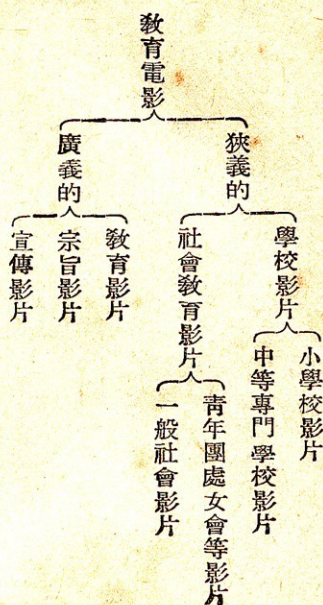 教育電影
狹義的
學校影片
小學校影片
中等專門學校影片
社會教育影片
青年團處女會等影片
一般社會影片
廣義的
教育影片
宗旨影片
宣傳影片